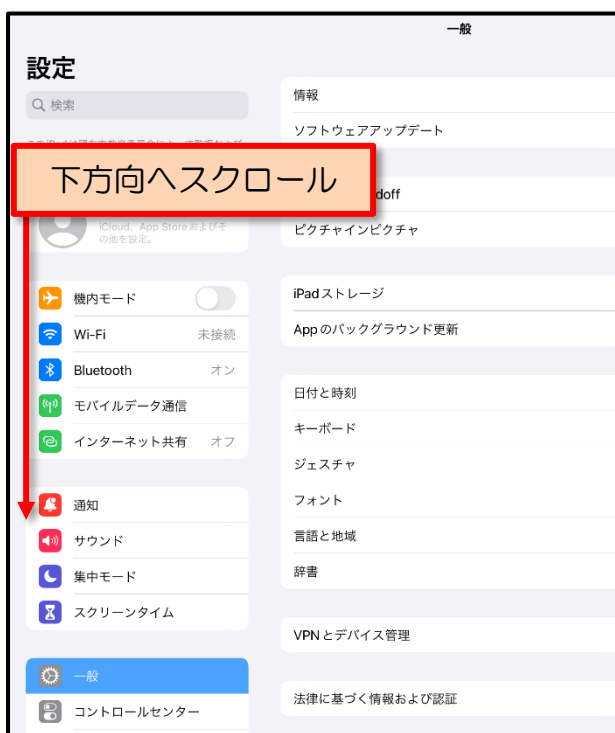 一般
設定
検索
下方向へスクロール
iCloud、App Storeおよびそ
の他を設定。
機内モード
Wi-Fi 未接続
Bluetooth オン
モバイルデータ通信
インターネット共有 オフ
通知
サウンド
集中モード
スクリーンタイム
一般
コントロールセンター
情報
ソフトウェアアップデート
doff
ピクチャインピクチャ
iPadストレージ
Appのバックグラウンド更新
日付と時刻
キーボード
ジェスチャ
フォント
言語と地域
辞書
VPNとデバイス管理
法律に基づく情報および認証